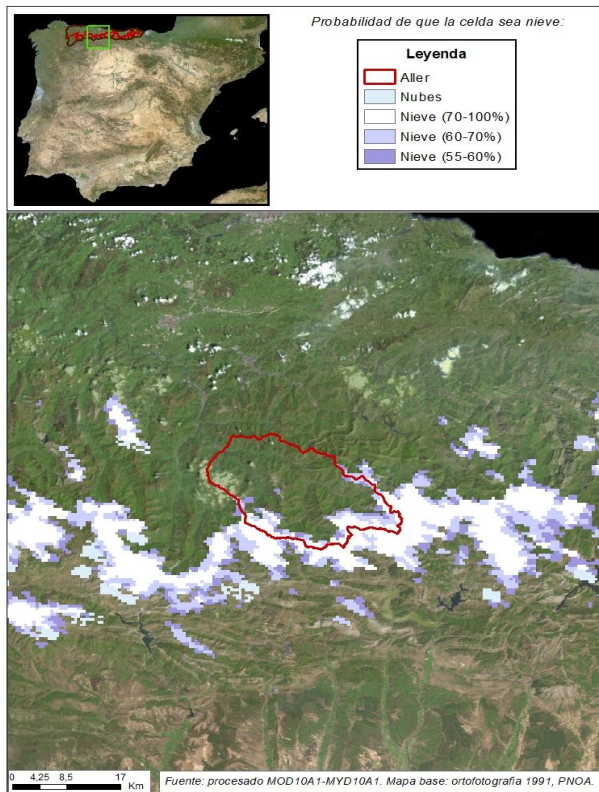 Probabilidad de que la celda sea nieve:
Leyenda
Aller
Nubes
Nieve (70-100%)
Nieve (60-70%)
Nieve (55-60%)
0 4,25 8,5 17
Km
Fuente: procesado MOD10A1-MYD10A1. Mapa base: ortofotografia 1991, PNOA.